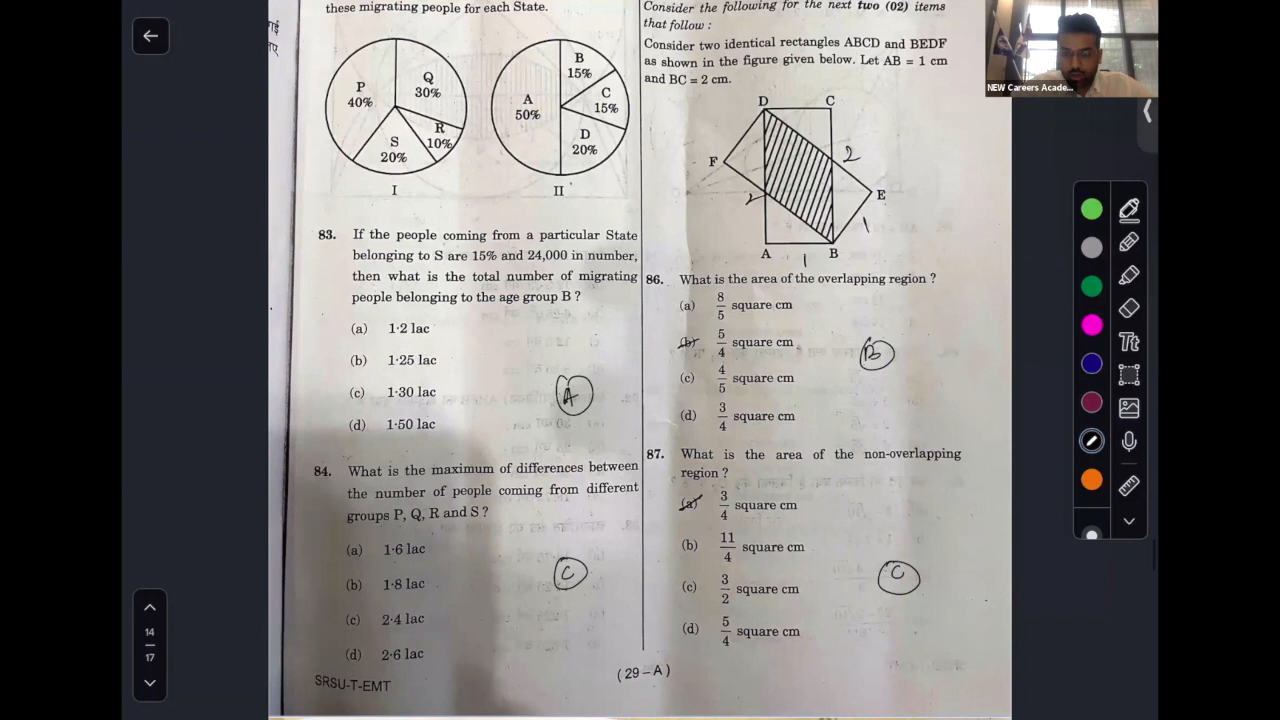 these migrating people for each State.
P
40%
Q
30%
R
10%
S
20%
I
A
50%
B
15%
C
15%
D
20%
II
83. If the people coming from a particular State
belonging to S are 15% and 24,000 in number,
then what is the total number of migrating
people belonging to the age group B ?
(a) 1·2 lac
(b) 1·25 lac
(c) 1·30 lac
(d) 1·50 lac
A
84. What is the maximum of differences between
the number of people coming from different
groups P, Q, R and S ?
(a) 1·6 lac
(b) 1·8 lac
(c) 2·4 lac
(d) 2·6 lac
C
SRSU-T-EMT
(29 – A)
Consider the following for the next two (02) items
that follow :
Consider two identical rectangles ABCD and BEDF
as shown in the figure given below. Let AB = 1 cm
and BC = 2 cm.
D C
2
F
E
2
1
A B
1
86. What is the area of the overlapping region ?
(a) 8/5 square cm
(b) 5/4 square cm
(c) 4/5 square cm
(d) 3/4 square cm
B
87. What is the area of the non-overlapping
region ?
(a) 3/4 square cm
(b) 11/4 square cm
(c) 3/2 square cm
(d) 5/4 square cm
C
NEW Careers Acade...
Tt
14
17